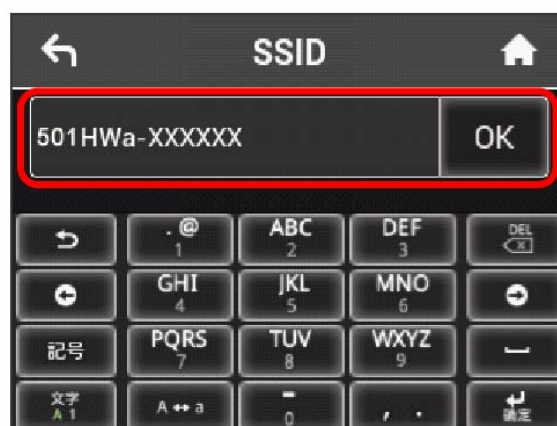 SSID
501HWa-XXXXXX OK
.@ ABC DEF DEL
1 2 3
GHI JKL MNO
4 5 6
記号 PQRS TUV WXYZ
7 8 9
文字 A ↔ a - , . 確定
A 1 0